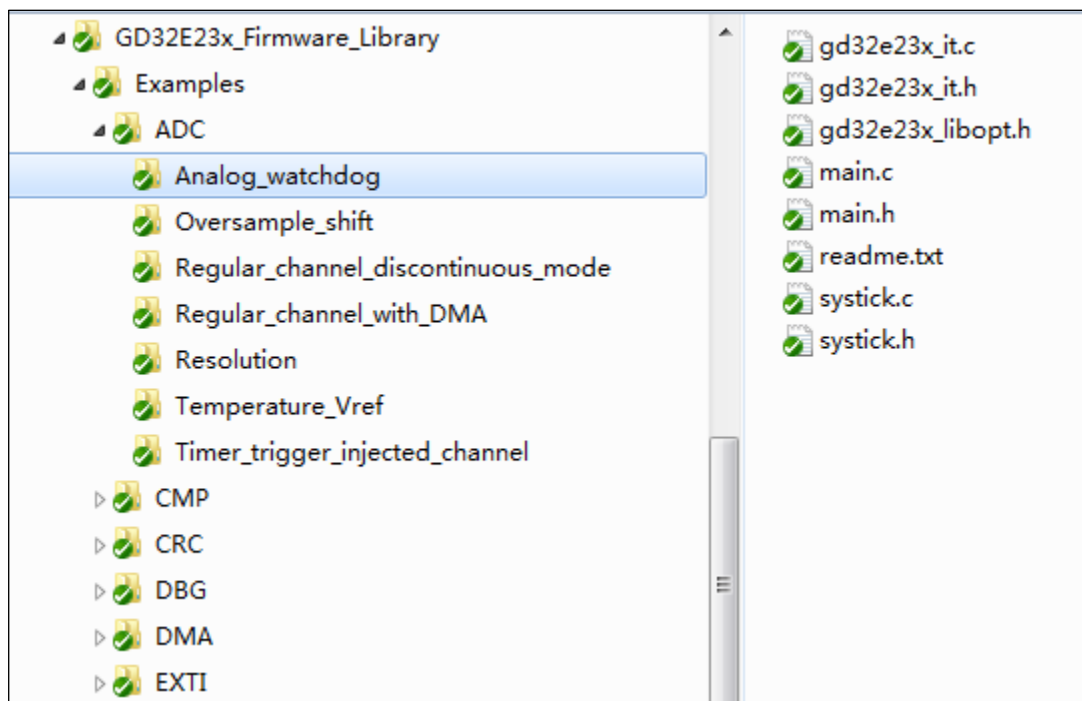 GD32E23x_Firmware_Library
Examples
ADC
Analog_watchdog
Oversample_shift
Regular_channel_discontinuous_mode
Regular_channel_with_DMA
Resolution
Temperature_Vref
Timer_trigger_injected_channel
CMP
CRC
DBG
DMA
EXTI
gd32e23x_it.c
gd32e23x_it.h
gd32e23x_libopt.h
main.c
main.h
readme.txt
systick.c
systick.h